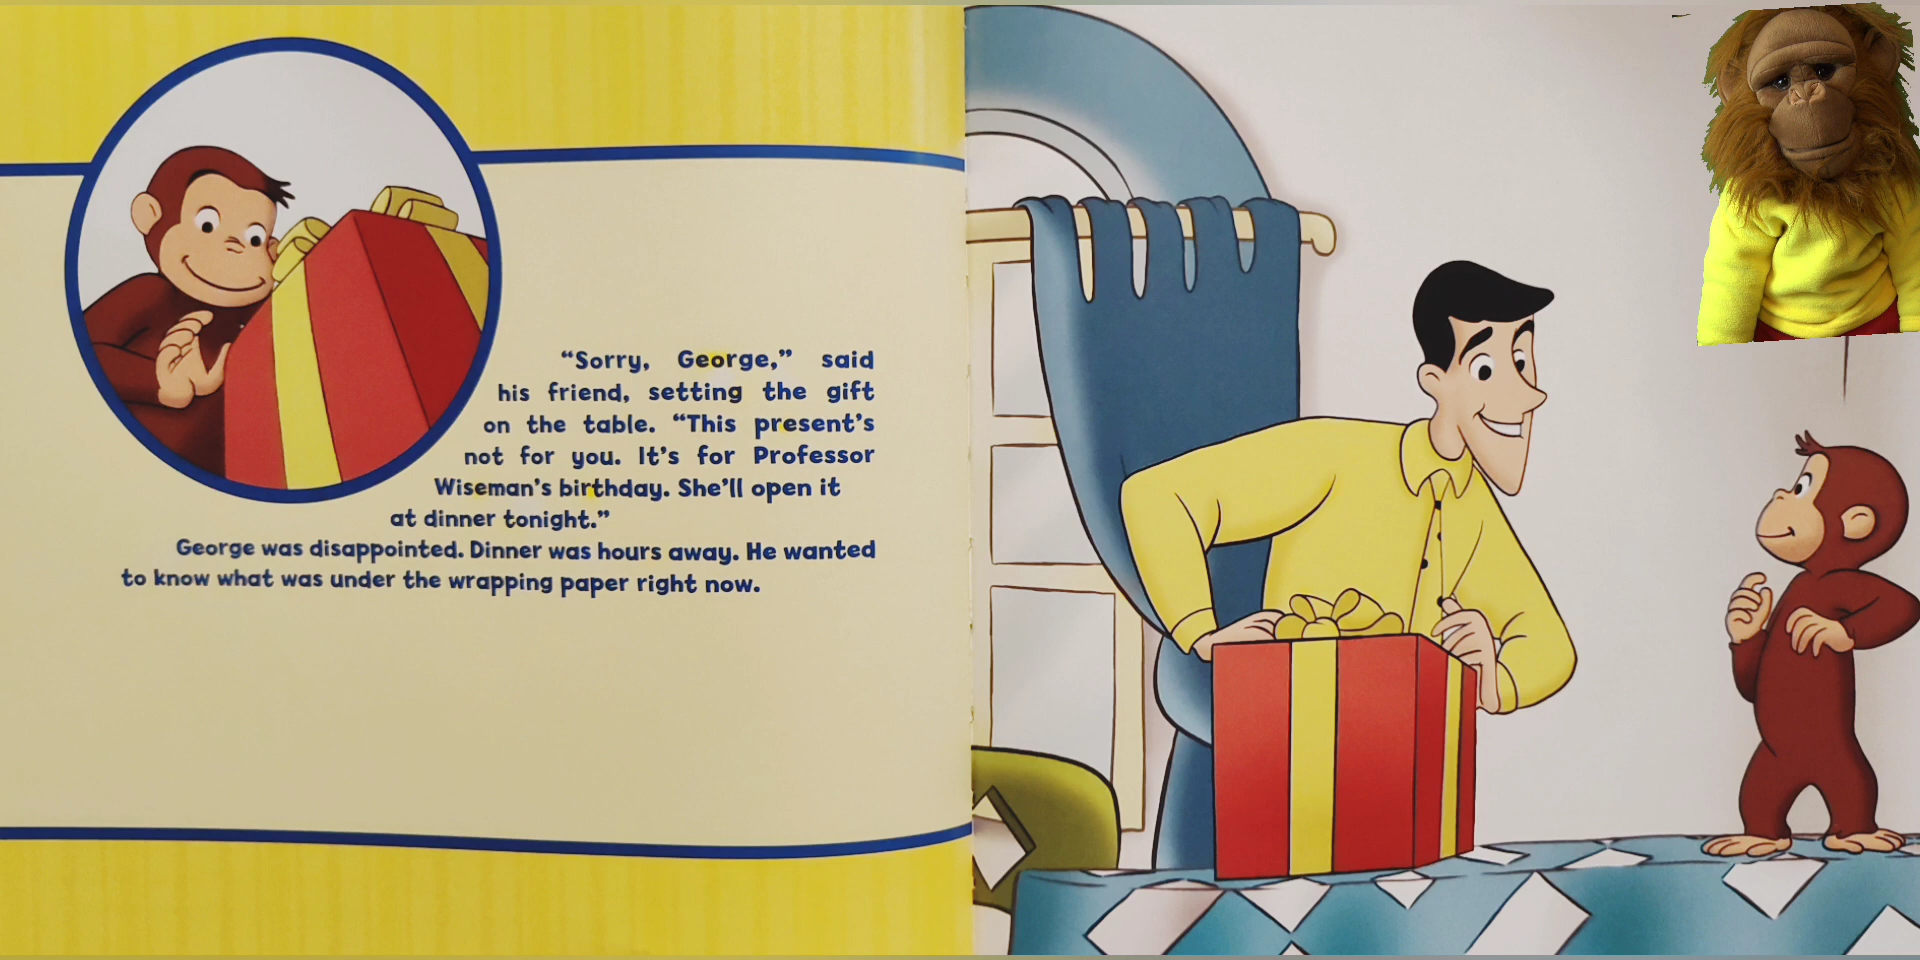 “Sorry, George,” said
his friend, setting the gift
on the table. “This present’s
not for you. It’s for Professor
Wiseman’s birthday. She’ll open it
at dinner tonight.”
George was disappointed. Dinner was hours away. He wanted
to know what was under the wrapping paper right now.